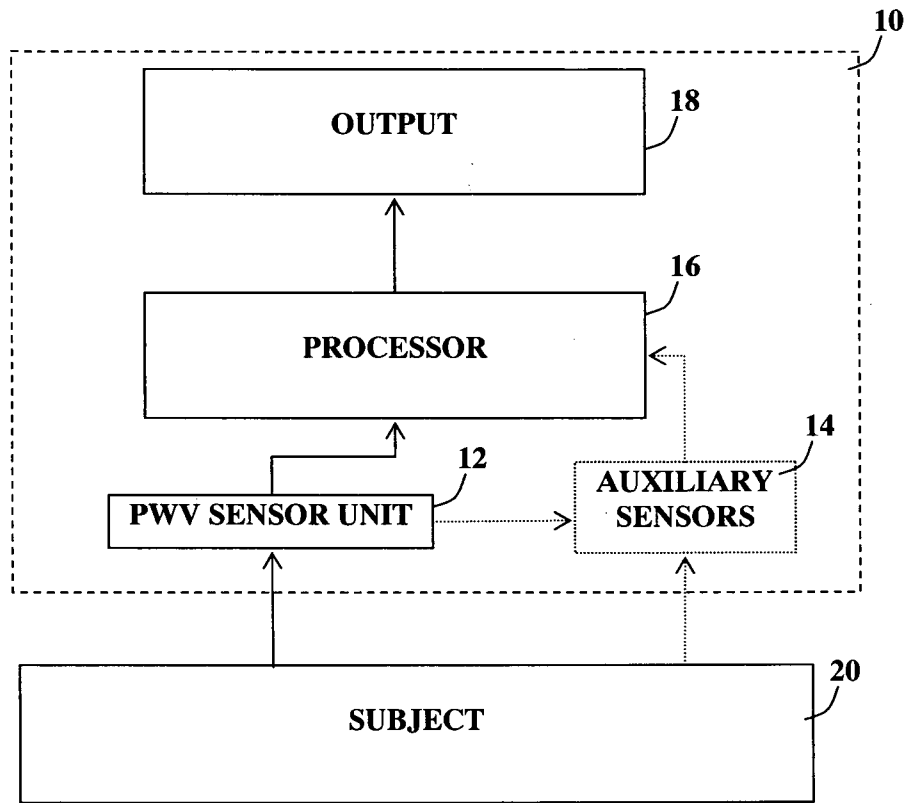 10
OUTPUT
18
16
PROCESSOR
14
12
AUXILIARY
SENSORS
PWV SENSOR UNIT
20
SUBJECT